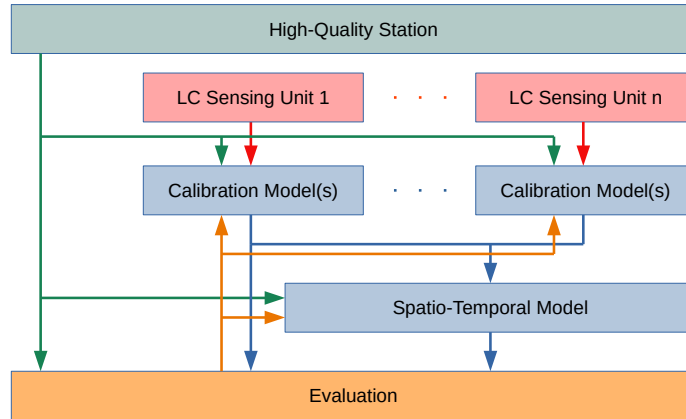 High-Quality Station
LC Sensing Unit 1
. . .
LC Sensing Unit n
Calibration Model(s)
. . .
Calibration Model(s)
Spatio-Temporal Model
Evaluation